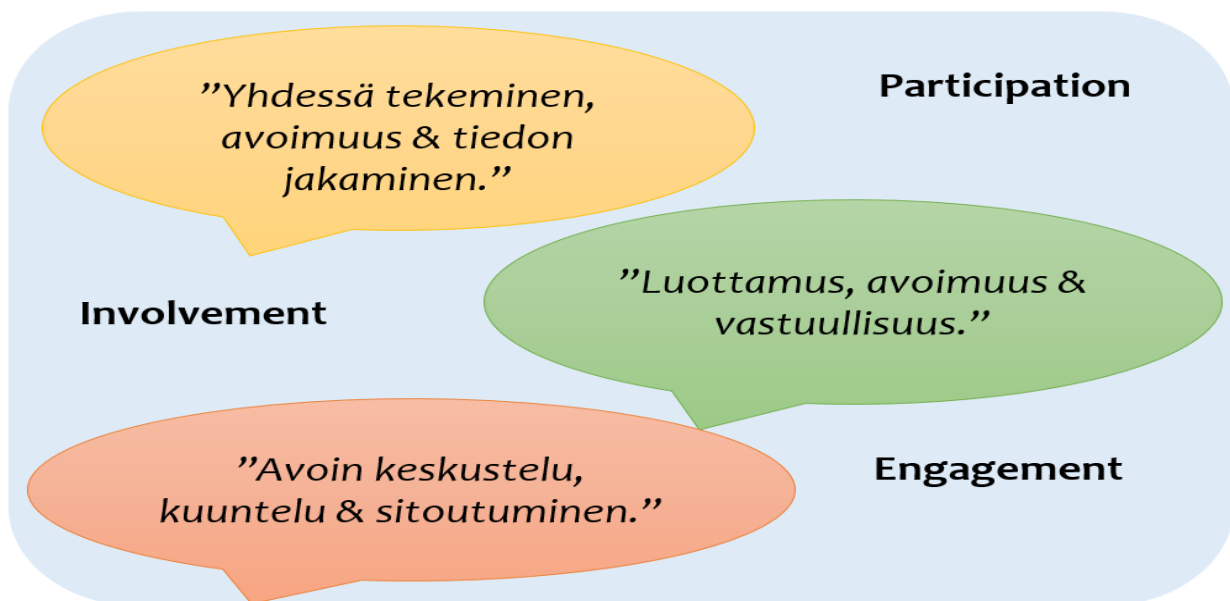 ”Yhdessä tekeminen,
avoimuus & tiedon
jakaminen.”
Participation
”Luottamus, avoimuus &
vastuullisuus.”
Involvement
”Avoin keskustelu,
kuuntelu & sitoutuminen.”
Engagement